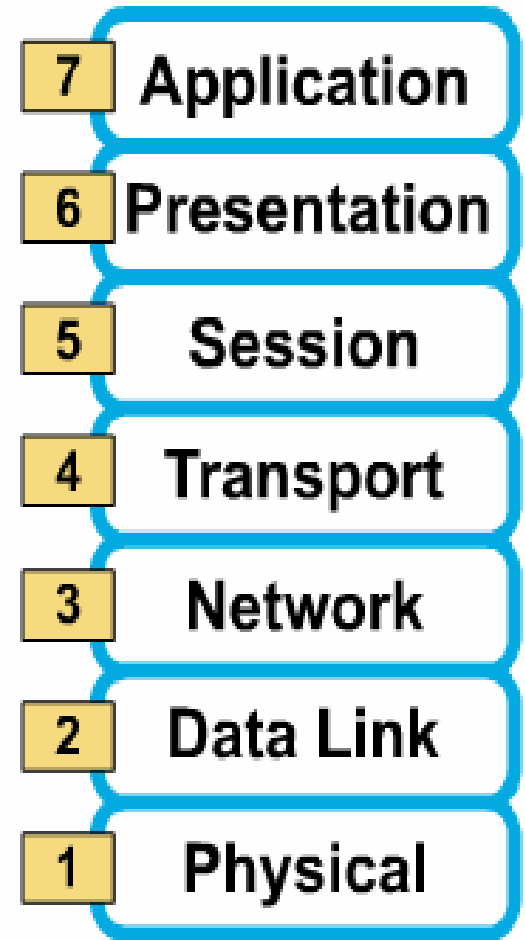 7 Application
6 Presentation
5 Session
4 Transport
3 Network
2 Data Link
1 Physical